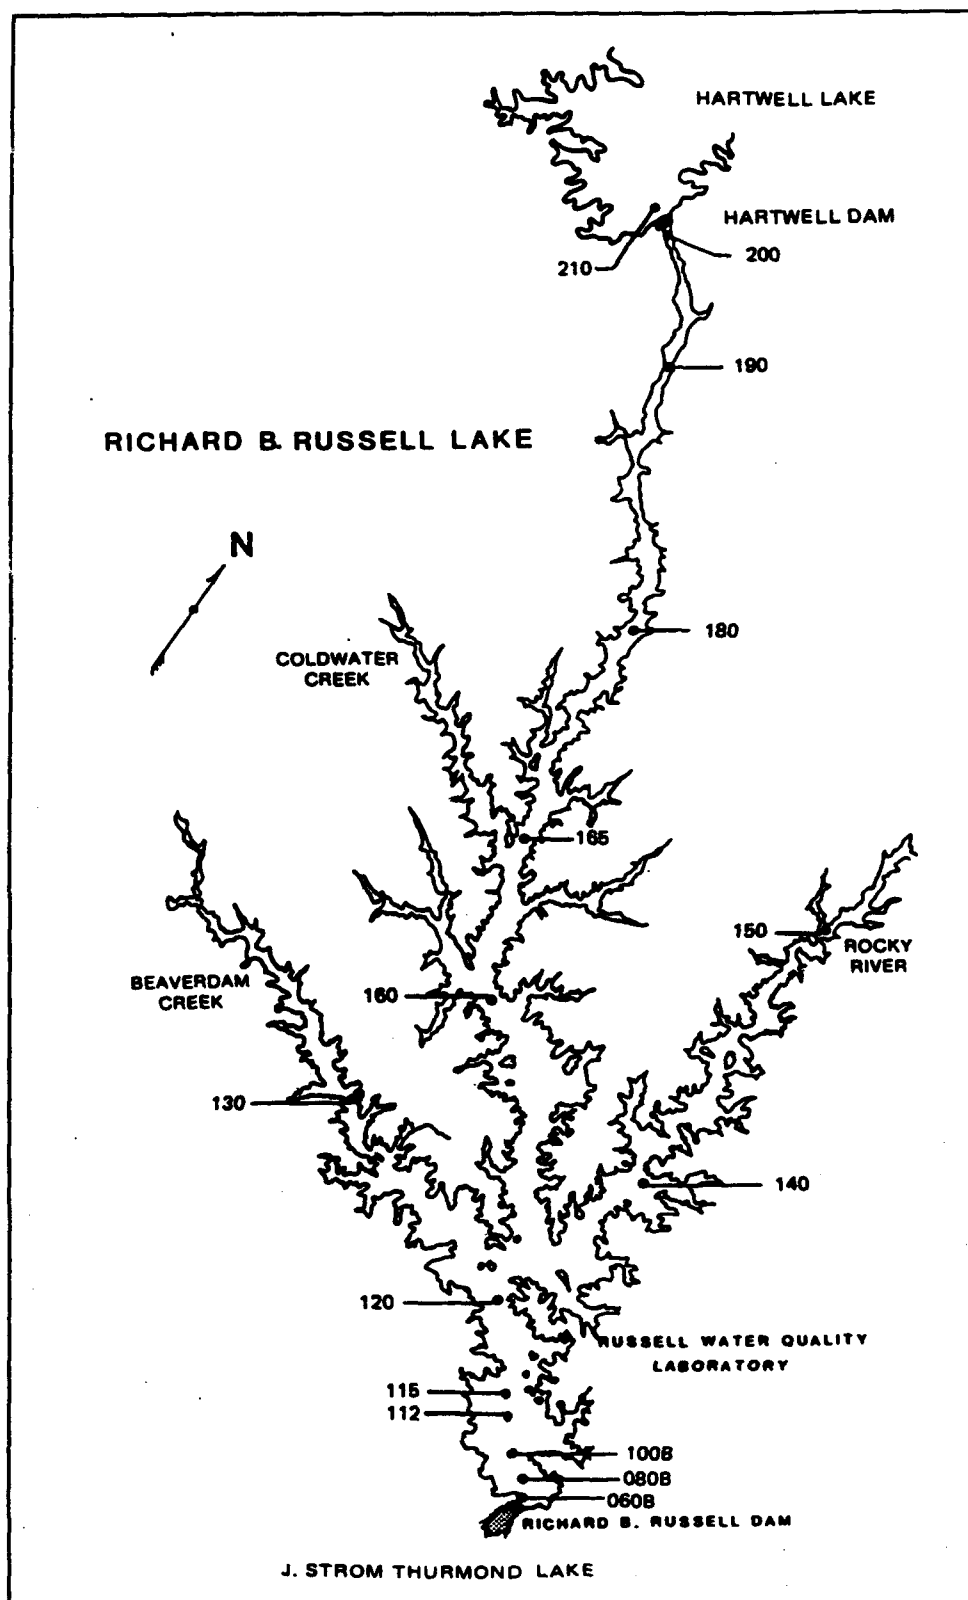 HARTWELL LAKE
HARTWELL DAM
200
210
190
RICHARD B. RUSSELL LAKE
N
180
COLDWATER
CREEK
165
150
ROCKY
RIVER
BEAVERDAM
CREEK
160
130
140
120
RUSSELL WATER QUALITY
LABORATORY
115
112
100B
080B
060B
RICHARD B. RUSSELL DAM
J. STROM THURMOND LAKE